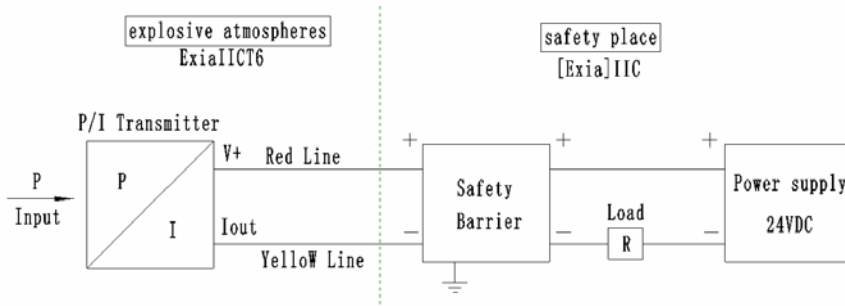 explosive atmospheres
ExiaIICT6
safety place
[Exia]IIC
P/I Transmitter
V+
Red Line
+
+
+
P
Input
P
I
Safety
Barrier
Load
R
Power supply
24VDC
Iout
YelloW Line
—
—
—